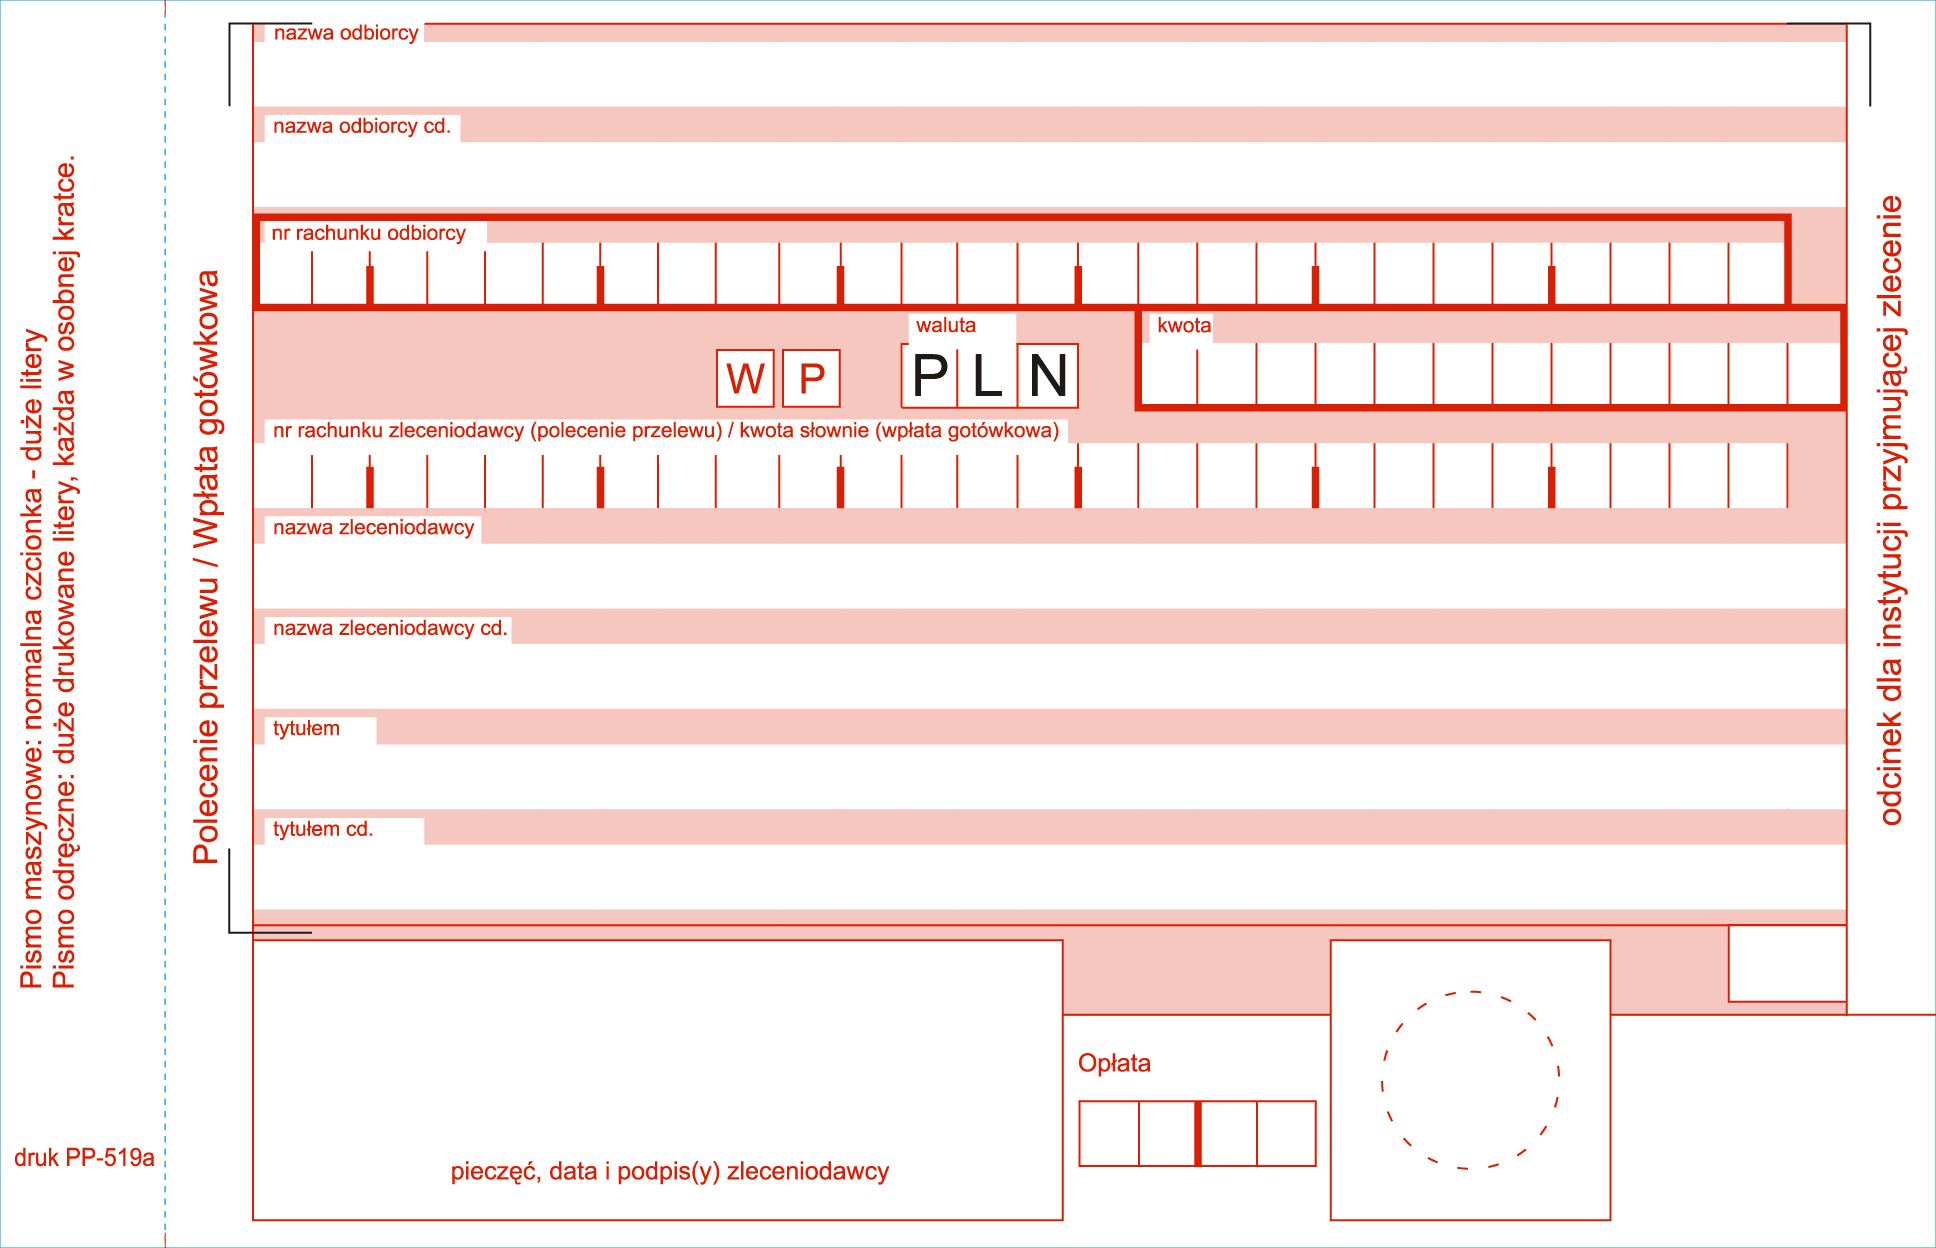 Pismo maszynowe: normalna czcionka - duże litery
Pismo odręczne: duże drukowane litery, każda w osobnej kratce.
druk PP-519a
Polecenie przelewu / Wpłata gotówkowa
nazwa odbiorcy
nazwa odbiorcy cd.
nr rachunku odbiorcy
waluta
kwota
W P
P L N
nr rachunku zleceniodawcy (polecenie przelewu) / kwota słownie (wpłata gotówkowa)
nazwa zleceniodawcy
nazwa zleceniodawcy cd.
tytułem
tytułem cd.
odcinek dla instytucji przyjmującej zlecenie
Opłata
pieczęć, data i podpis(y) zleceniodawcy